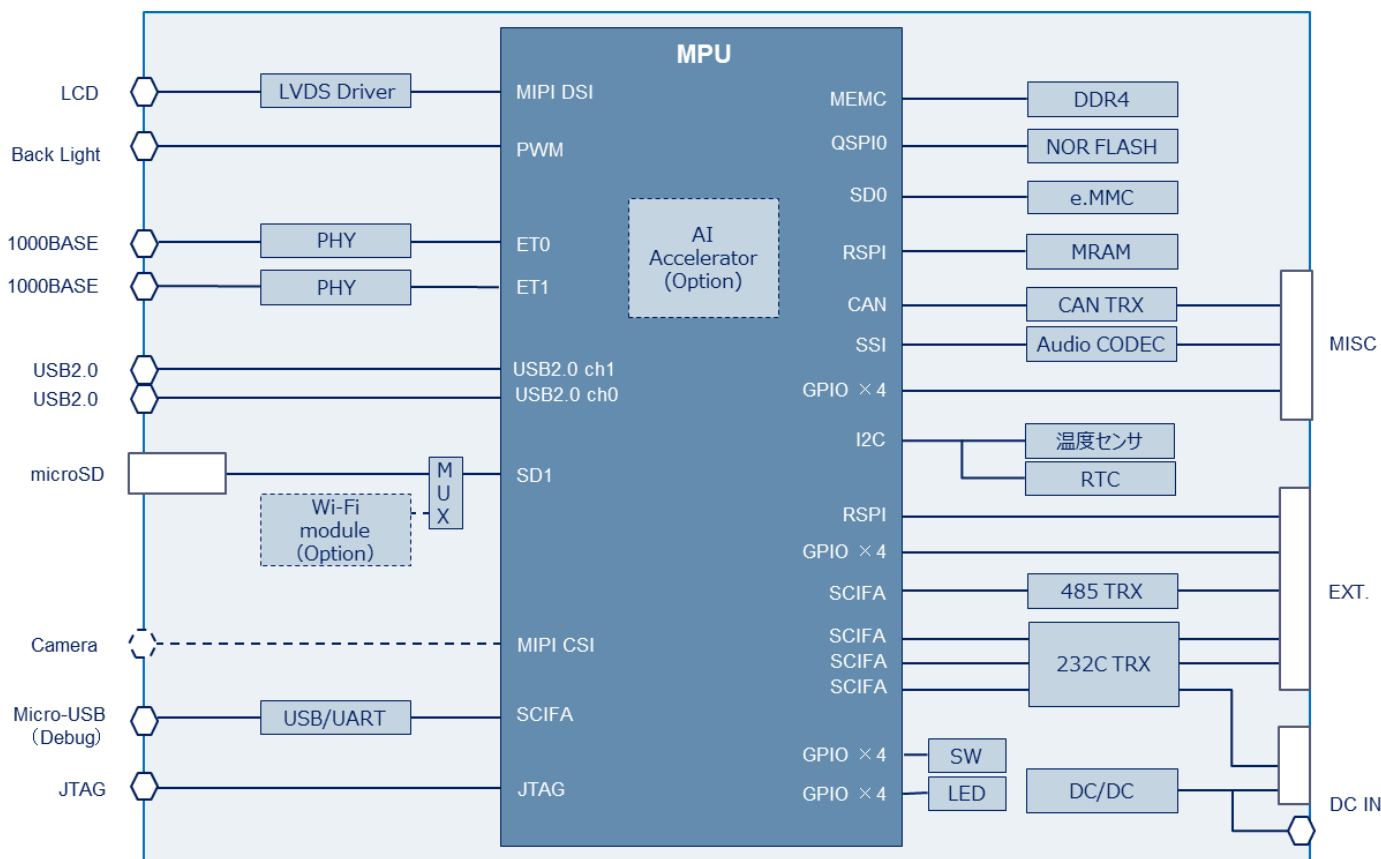 MPU
LCD
LVDS Driver
MIPI DSI
MEMC
DDR4
Back Light
PWM
QSPI0
NOR FLASH
SD0
e.MMC
AI
Accelerator
(Option)
1000BASE
PHY
ET0
RSPI
MRAM
1000BASE
PHY
ET1
CAN
CAN TRX
SSI
Audio CODEC
MISC
USB2.0
USB2.0 ch1
USB2.0
USB2.0 ch0
GPIO ×4
I2C
温度センサ
RTC
microSD
M
U
X
SD1
Wi-Fi
module
(Option)
RSPI
GPIO ×4
SCIFA
485 TRX
EXT.
Camera
MIPI CSI
SCIFA
SCIFA
SCIFA
232C TRX
Micro-USB
(Debug)
USB/UART
SCIFA
GPIO ×4
SW
JTAG
JTAG
GPIO ×4
LED
DC/DC
DC IN